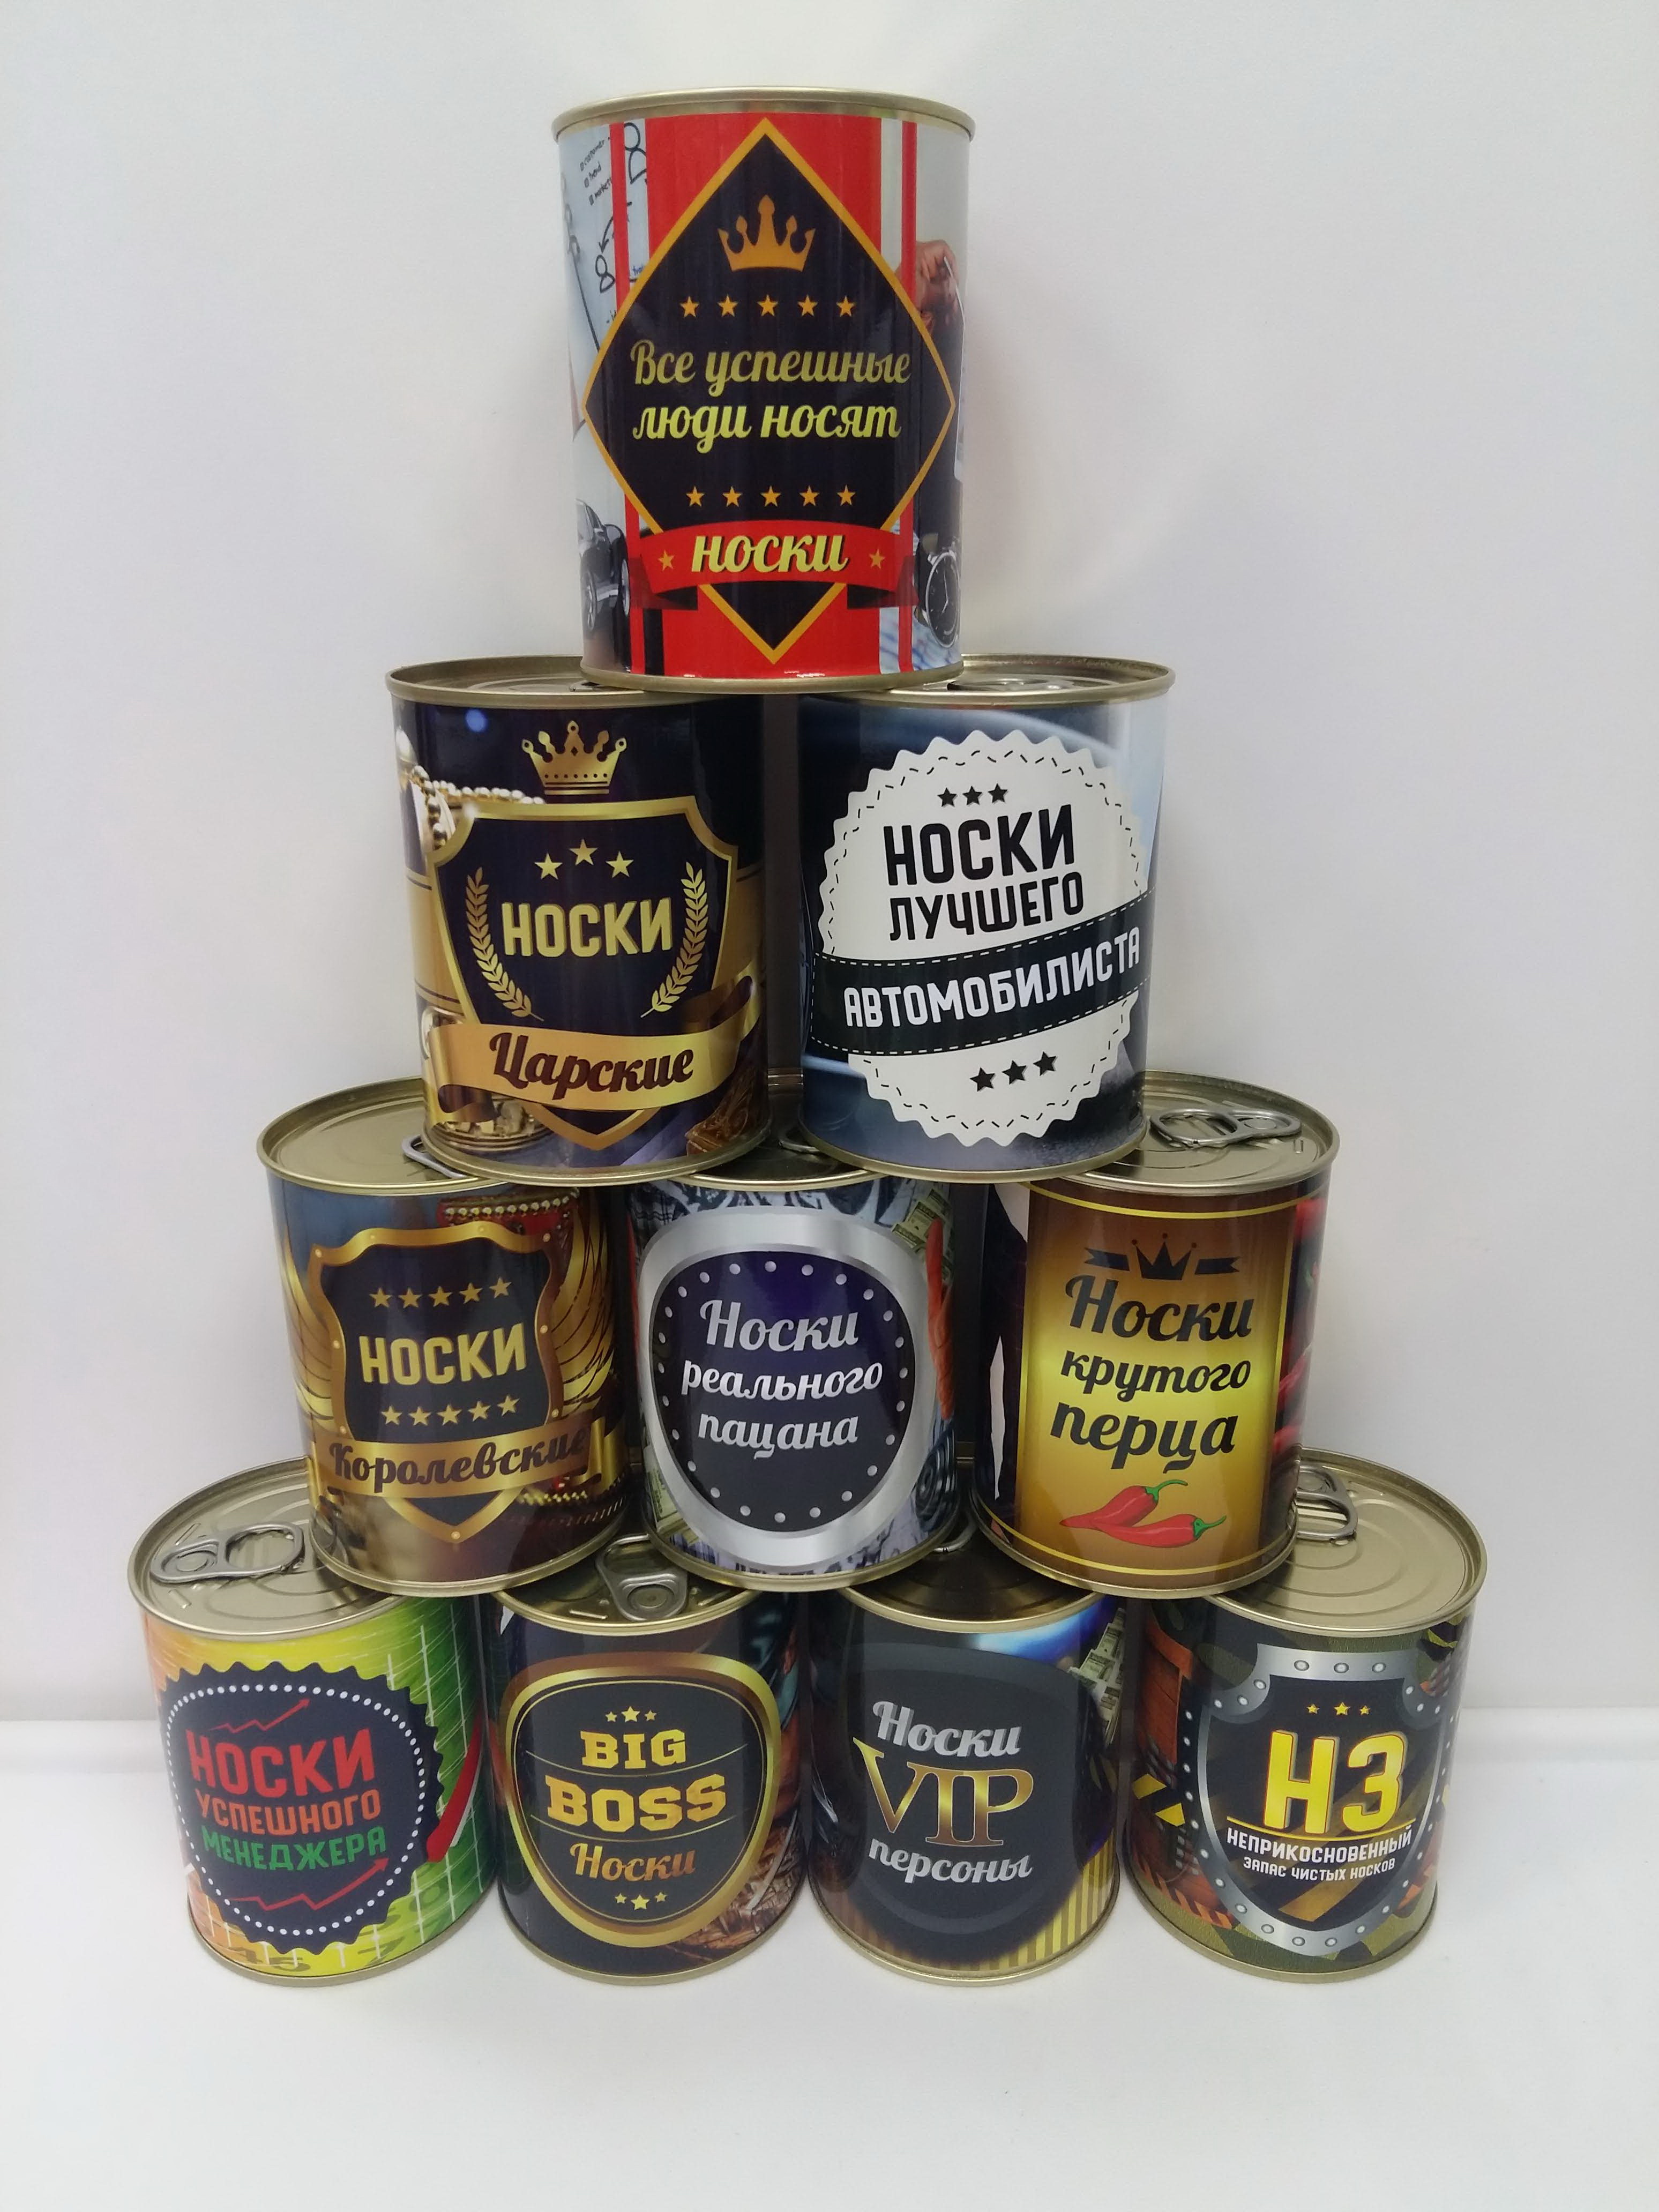 Все успешные
люди носят
носки
НОСКИ
Царские
НОСКИ
ЛУЧШЕГО
АВТОМОБИЛИСТА
НОСКИ
Королевские
Носки
реального
пацана
Носки
крутого
перца
НОСКИ
УСПЕШНОГО
МЕНЕДЖЕРА
BIG
BOSS
Носки
Носки
VIP
персоны
НЗ
НЕПРИКОСНОВЕННЫЙ
ЗАПАС ЧИСТЫХ НОСКОВ